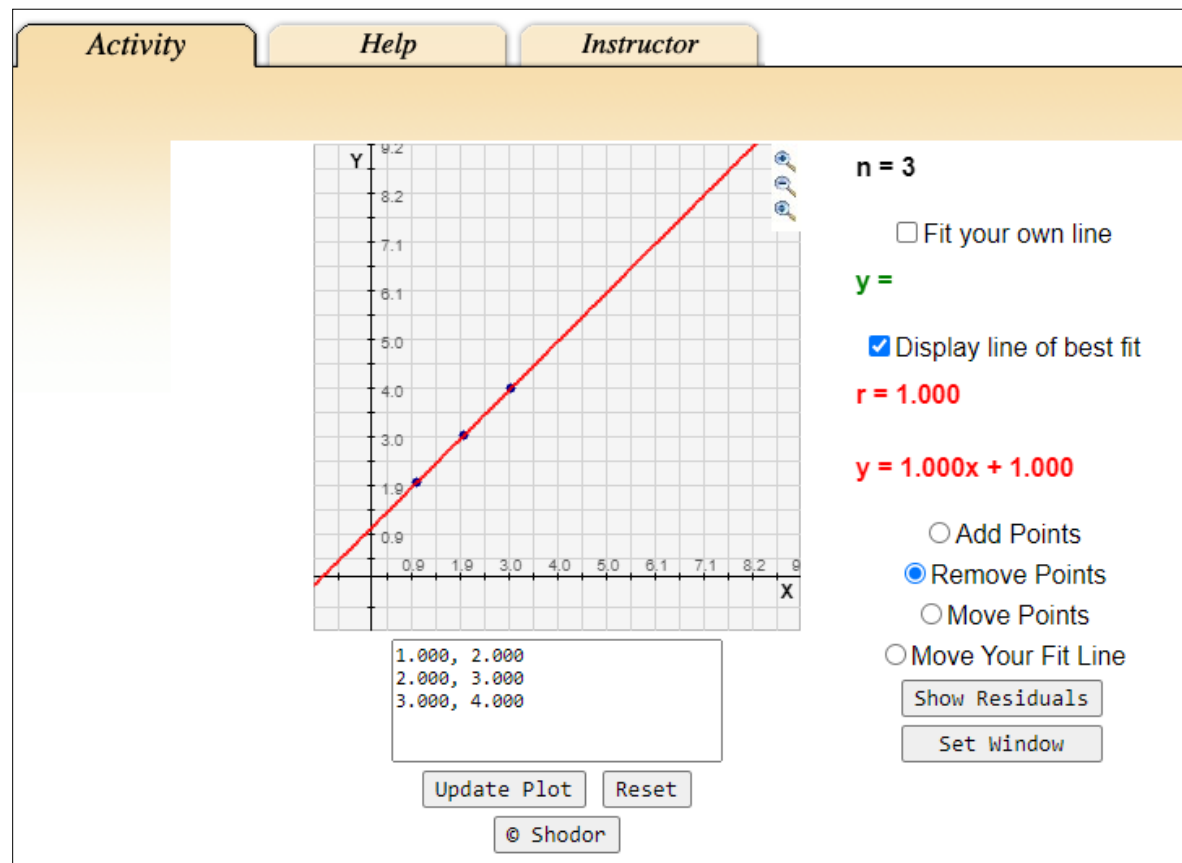 Activity
Help
Instructor
Y
9.2
8.2
7.1
6.1
5.0
4.0
3.0
1.9
0.9
0.9 1.9 3.0 4.0 5.0 6.1 7.1 8.2 9
X
n = 3
Fit your own line
y =
Display line of best fit
r = 1.000
y = 1.000x + 1.000
Add Points
Remove Points
Move Points
Move Your Fit Line
Show Residuals
Set Window
1.000, 2.000
2.000, 3.000
3.000, 4.000
Update Plot
Reset
© Shodor